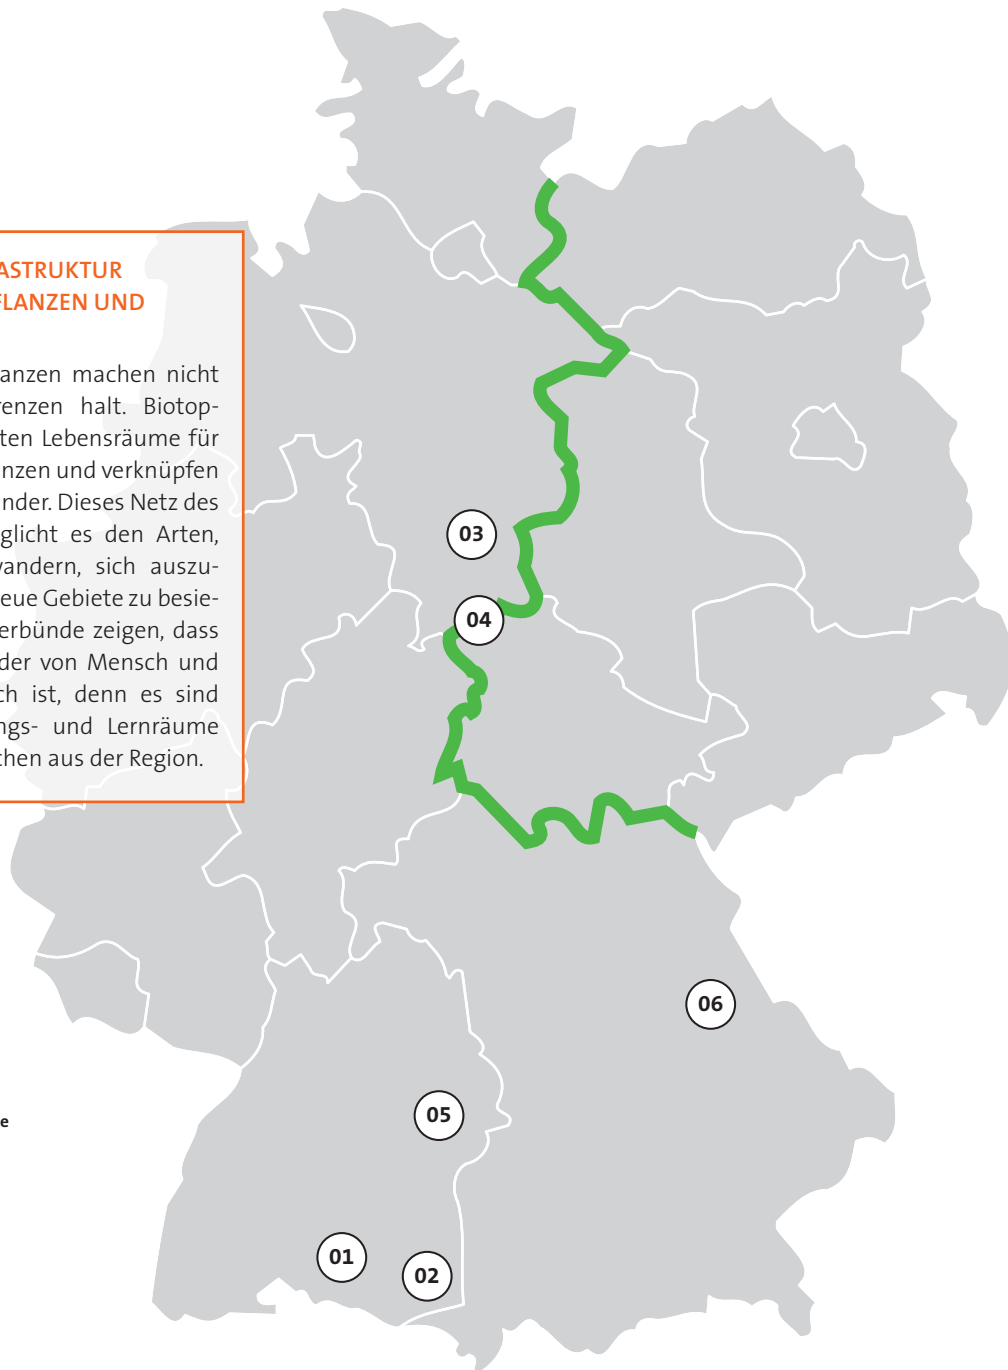 ASTRUKTUR
FLANZEN UND
anzen machen nicht
renzen halt. Biotop-
ten Lebensräume für
nzen und verknüpfen
nder. Dieses Netz des
glicht es den Arten,
vandern, sich auszu-
eue Gebiete zu besie-
erbünde zeigen, dass
der von Mensch und
ch ist, denn es sind
ngs- und Lernräume
chen aus der Region.
03
04
06
e
05
01
02